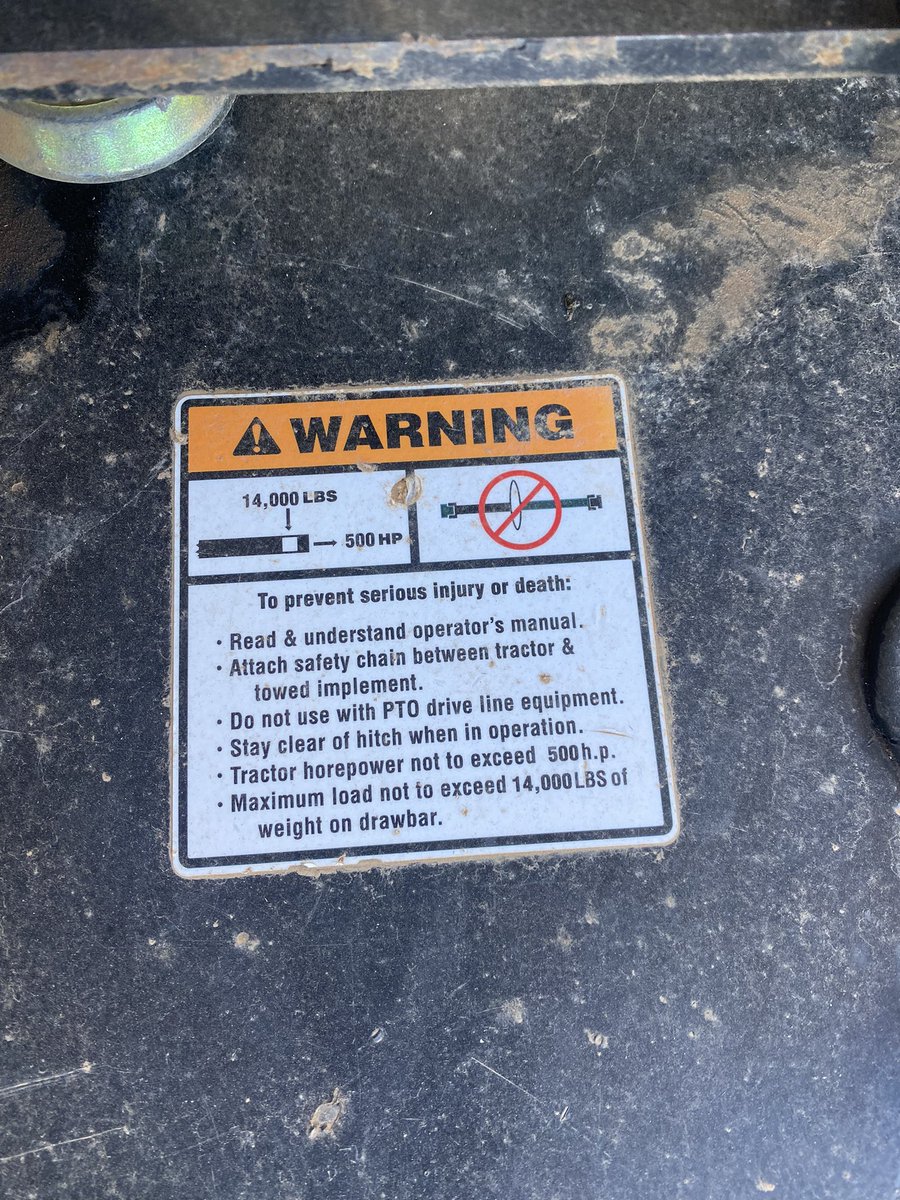 WARNING
14,000 LBS
500 HP
To prevent serious injury or death:
• Read & understand operator's manual.
• Attach safety chain between tractor &
towed implement.
• Do not use with PTO drive line equipment.
• Stay clear of hitch when in operation.
• Tractor horepower not to exceed 500 h.p.
• Maximum load not to exceed 14,000 LBS of
weight on drawbar.